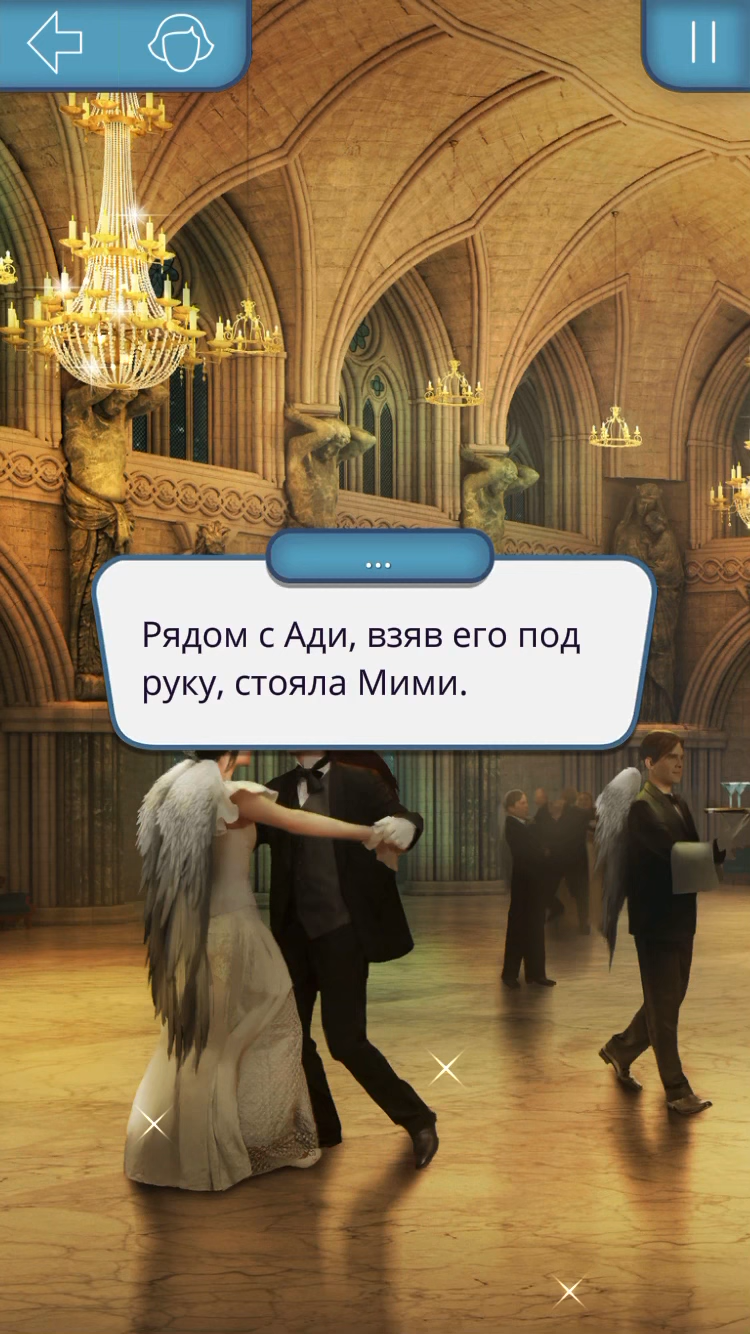 ...
Рядом с Ади, взяв его под
руку, стояла Мими.